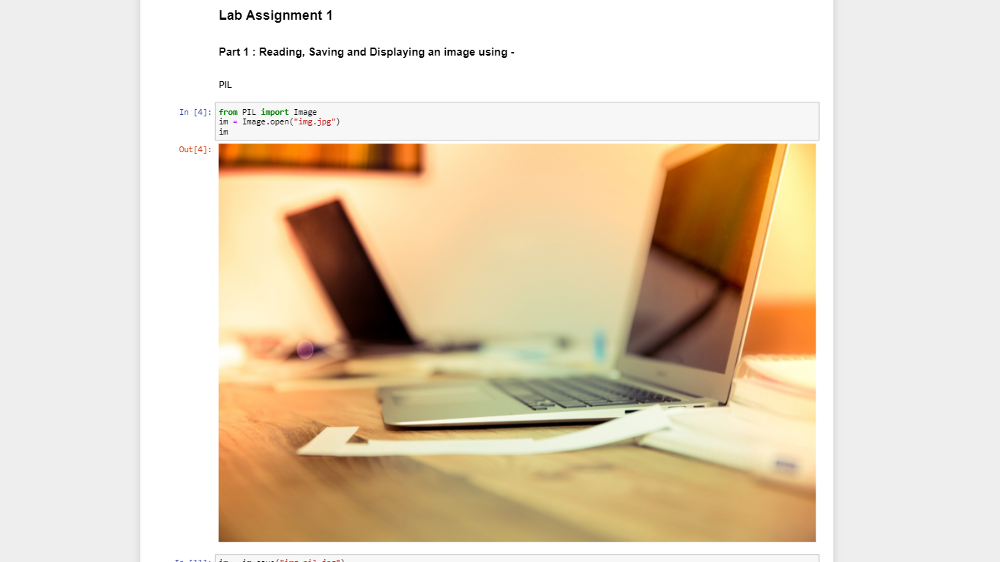 Lab Assignment 1
Part 1 : Reading, Saving and Displaying an image using -
PIL
In [4]:
from PIL import Image
im = Image.open("img.jpg")
im
Out[4]:
In [11]:
im = im.save("img_pil.jpg")